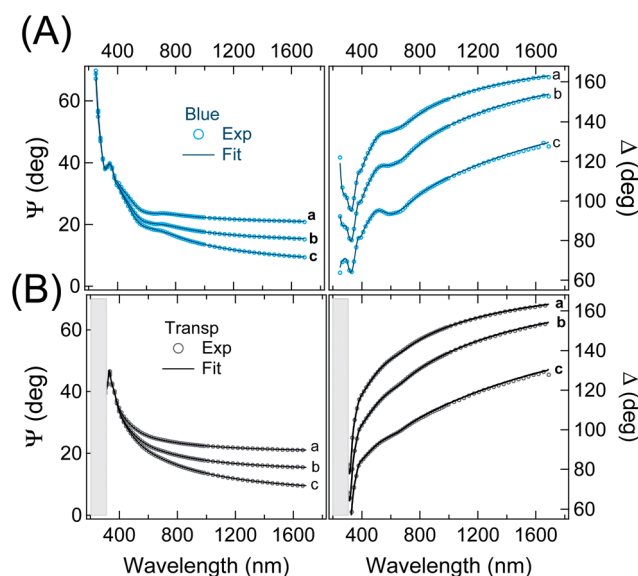 (A)
400 800 1200 1600
400 800 1200 1600
Ψ (deg)
60
40
20
0
Blue
Exp
Fit
a
b
c
a
b
c
160
140
120
100
80
60
Δ (deg)
(B)
Ψ (deg)
60
40
20
0
Transp
Exp
Fit
a
b
c
a
b
c
160
140
120
100
80
60
Δ (deg)
400 800 1200 1600
400 800 1200 1600
Wavelength (nm)
Wavelength (nm)